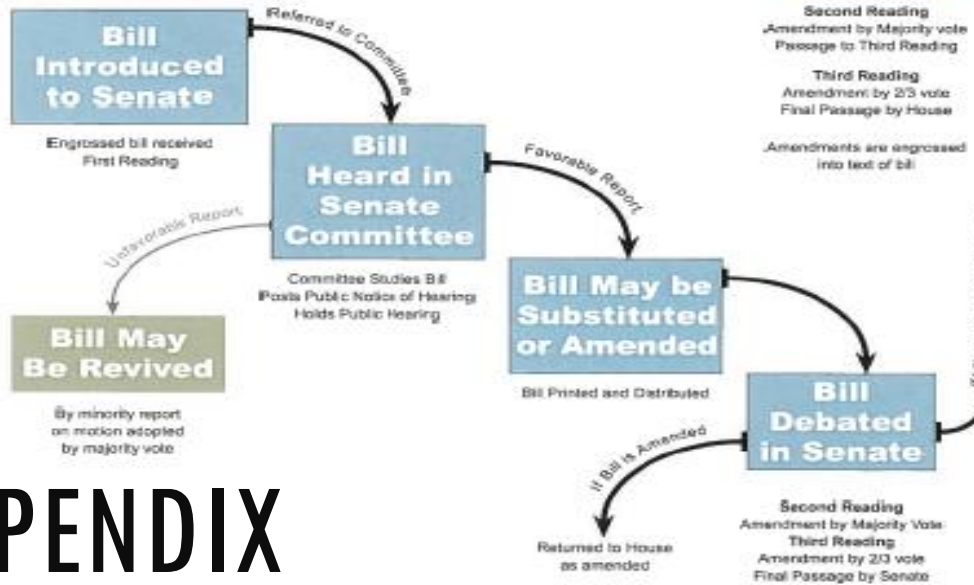 Bill
Introduced
to Senate
Engrossed bill received
First Reading
Referred to Committee
Bill
Heard in
Senate
Committee
Committee Studies Bill
Posts Public Notice of Hearing
Holds Public Hearing
Unfavorable Report
Bill May
Be Revived
By minority report
on motion adopted
by majority vote
Favorable Report
Bill May be
Substituted
or Amended
Bill Printed and Distributed
Bill
Debated
in Senate
Second Reading
Amendment by Majority Vote
Third Reading
Amendment by 2/3 vote
Final Passage by Senate
If Bill is Amended
Returned to House
as amended
Second Reading
Amendment by Majority vote
Passage to Third Reading
Third Reading
Amendment by 2/3 vote
Final Passage by House
Amendments are engrossed
into text of bill
PENDIX